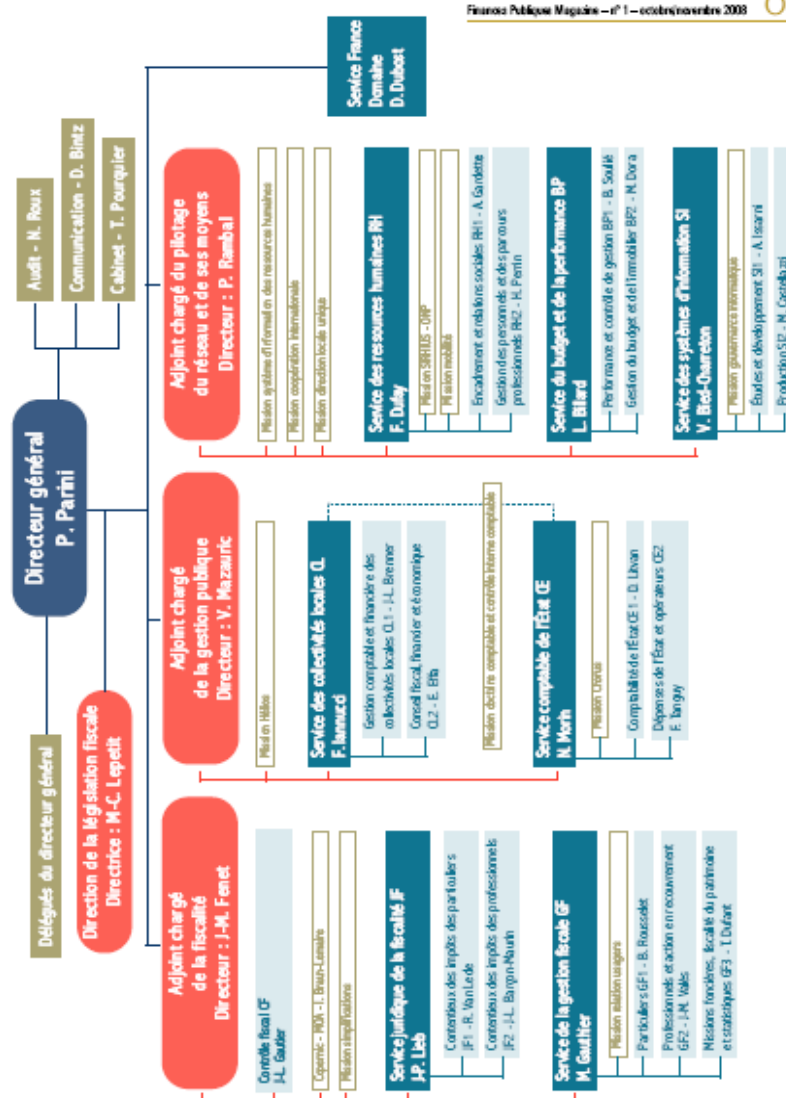 Finances Publiques Magazine – n° 1 – octobre/novembre 2008
Directeur général
P. Parini
Audit - N. Roux
Communication - D. Bintz
Cabinet - T. Pourquier
Délégués du directeur général
Direction de la législation fiscale
Directrice : M-C. Lepetit
Service France
Domaine
D. Dubost
Adjoint chargé
de la fiscalité
Directeur : J-M. Fenet
Contrôle fiscal CF
J-L. Gautier
Copernic - MOA - I. Braun-Lemaire
Mission simplifications
Service juridique de la fiscalité JF
J-P. Lieb
Contentieux des impôts des particuliers
JF1 - R. Van Lede
Contentieux des impôts des professionnels
JF2 - J-L. Barçon-Maurin
Service de la gestion fiscale GF
M. Gauthier
Mission relation usagers
Particuliers GF1 - B. Rousselet
Professionnels et action en recouvrement
GF2 - J-M. Valès
Missions foncières, fiscalité du patrimoine
et statistiques GF3 - T. Dufant
Adjoint chargé
de la gestion publique
Directeur : V. Mazauric
Mission Hélios
Service des collectivités locales CL
F. Iannucci
Gestion comptable et financière des
collectivités locales CL1 - J-L. Brenner
Conseil fiscal, financier et économique
CL2 - E. Effa
Mission doctrine comptable et contrôle interne comptable
Service comptable de l'État CE
N. Morin
Mission Chorus
Comptabilité de l'État CE1 - D. Litvan
Dépenses de l'État et opérateurs CE2
F. Tanguy
Adjoint chargé du pilotage
du réseau et de ses moyens
Directeur : P. Rambal
Mission système d'information des ressources humaines
Mission coopération internationale
Mission direction locale unique
Service des ressources humaines RH
F. Dufay
Mission SIRHIUS - ONP
Mission mobilité
Encadrement et relations sociales RH1 - A. Gardette
Gestion des personnels et des parcours
professionnels RH2 - H. Perrin
Service du budget et de la performance BP
L. Billard
Performance et contrôle de gestion BP1 - B. Soulié
Gestion du budget et de l'immobilier BP2 - M. Dora
Service des systèmes d'information SI
V. Bied-Charreton
Mission gouvernance informatique
Études et développement SI1 - A. Issarni
Production SI2 - M. Castellazzi